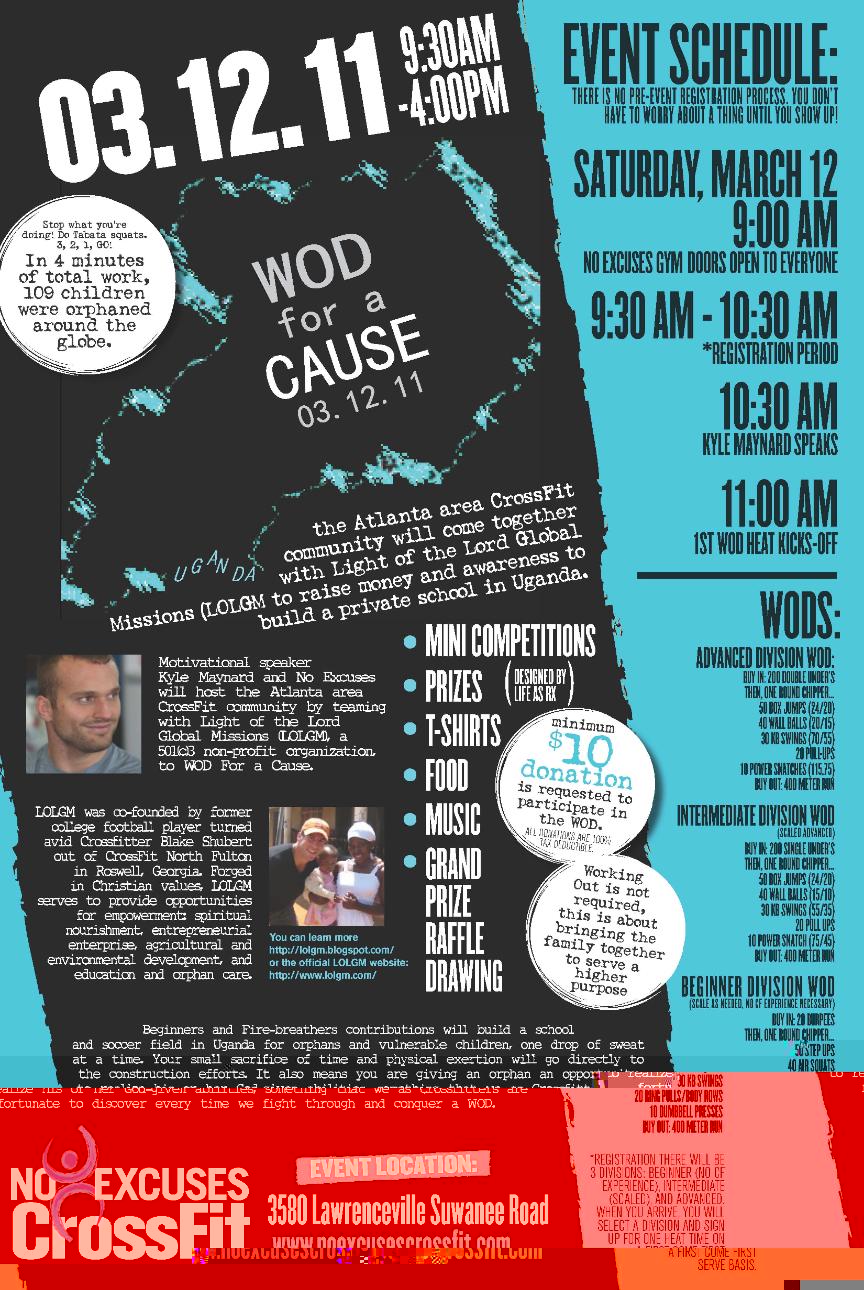 03.12.11
9:30AM
-4:00PM
Stop what you're
doing! Do Tabata squats.
3, 2, 1, GO!
In 4 minutes
of total work,
109 children
were orphaned
around the
globe.
WOD
for a
CAUSE
03.12.11
UGANDA
the Atlanta area CrossFit
community will come together
with Light of the Lord Global
Missions (LOLGM to raise money and awareness to
build a private school in Uganda.
Motivational speaker
Kyle Maynard and No Excuses
will host the Atlanta area
CrossFit community by teaming
with Light of the Lord
Global Missions (LOLGM), a
501(c)3 non-profit organization,
to WOD For a Cause.
LOLGM was co-founded by former
college football player turned
avid Crossfitter Blake Shubert
out of CrossFit North Fulton
in Roswell, Georgia. Forged
in Christian values, LOLGM
serves to provide opportunities
for empowerment: spiritual
nourishment, entrepreneurial
enterprise, agricultural and
environmental development, and
education and orphan care.
You can learn more
http://lolgm.blogspot.com/
or the official LOLGM website:
http://www.lolgm.com/
• MINI COMPETITIONS
• PRIZES (DESIGNED BY
LIFE AS RX)
• T-SHIRTS
• FOOD
• MUSIC
• GRAND
PRIZE
RAFFLE
DRAWING
minimum
$10
donation
is requested to
participate in
the WOD.
ALL DONATIONS ARE 100%
TAX DEDUCTIBLE.
Working
Out is not
required,
this is about
bringing the
family together
to serve a
higher
purpose
Beginners and Fire-breathers contributions will build a school
and soccer field in Uganda for orphans and vulnerable children, one drop of sweat
at a time. Your small sacrifice of time and physical exertion will go directly to
the construction efforts. It also means you are giving an orphan an opport
fortunate to discover every time we fight through and conquer a WOD.
NO EXCUSES
CrossFit
EVENT LOCATION:
3580 Lawrenceville Suwanee Road
www.noexcusescrossfit.com
EVENT SCHEDULE:
THERE IS NO PRE-EVENT REGISTRATION PROCESS. YOU DON'T
HAVE TO WORRY ABOUT A THING UNTIL YOU SHOW UP!
SATURDAY, MARCH 12
9:00 AM
NO EXCUSES GYM DOORS OPEN TO EVERYONE
9:30 AM - 10:30 AM
*REGISTRATION PERIOD
10:30 AM
KYLE MAYNARD SPEAKS
11:00 AM
1ST WOD HEAT KICKS-OFF
WODS:
ADVANCED DIVISION WOD:
BUY IN: 200 DOUBLE UNDER'S
THEN, ONE ROUND CHIPPER...
50 BOX JUMPS (24/20)
40 WALL BALLS (20/15)
30 KB SWINGS (70/55)
20 PULL-UPS
10 POWER SNATCHES (115,75)
BUY OUT: 400 METER RUN
INTERMEDIATE DIVISION WOD
(SCALED ADVANCED)
BUY IN: 200 SINGLE UNDER'S
THEN, ONE ROUND CHIPPER...
50 BOX JUMPS (24/20)
40 WALL BALLS (15/10)
30 KB SWINGS (55/35)
20 PULL UPS
10 POWER SNATCH (75/45)
BUY OUT: 400 METER RUN
BEGINNER DIVISION WOD
(SCALE AS NEEDED, NO CF EXPERIENCE NECESSARY)
BUY IN: 20 BURPEES
THEN, ONE ROUND CHIPPER...
50 STEP UPS
40 AIR SQUATS
30 KB SWINGS
20 RING PULLS/BODY ROWS
10 DUMBBELL PRESSES
BUY OUT: 400 METER RUN
*REGISTRATION THERE WILL BE
3 DIVISIONS: BEGINNER (NO CF
EXPERIENCE), INTERMEDIATE
(SCALED), AND ADVANCED.
WHEN YOU ARRIVE, YOU WILL
SELECT A DIVISION AND SIGN
UP FOR ONE HEAT TIME ON
COME FIRST
SERVE BASIS.